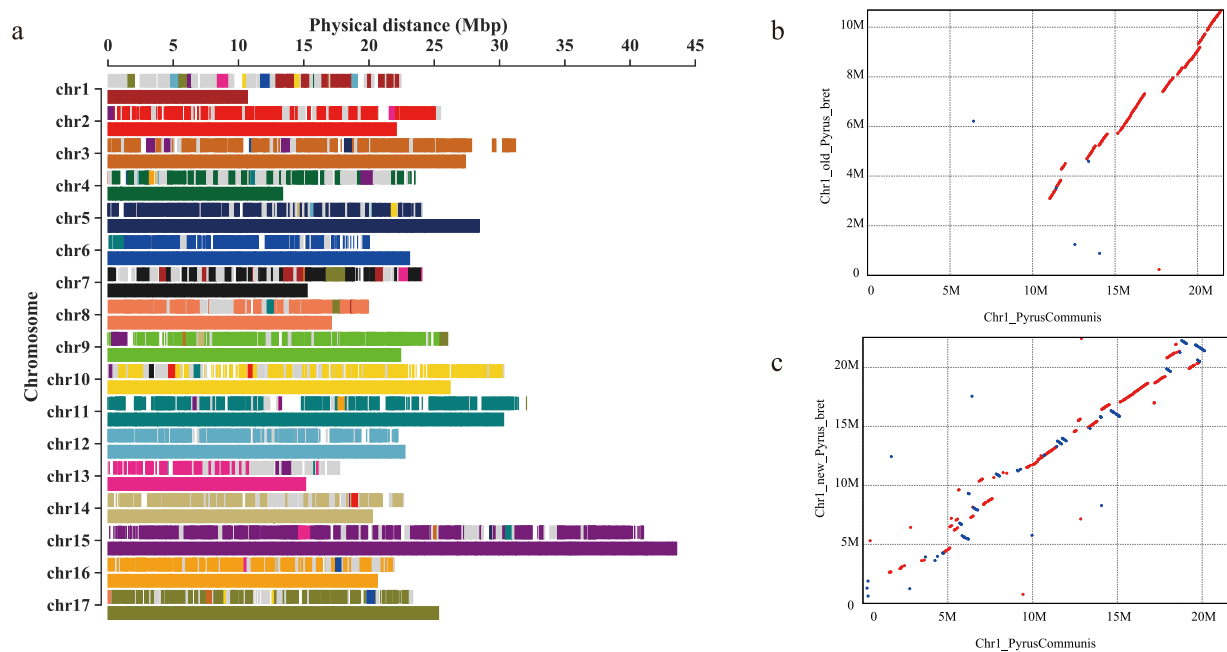 a
Physical distance (Mbp)
0 5 10 15 20 25 30 35 40 45
Chromosome
chr1
chr2
chr3
chr4
chr5
chr6
chr7
chr8
chr9
chr10
chr11
chr12
chr13
chr14
chr15
chr16
chr17
b
Chr1_old_Pyrus_bret
10M
8M
6M
4M
2M
0
0 5M 10M 15M 20M
Chr1_PyrusCommunis
c
Chr1_new_Pyrus_bret
20M
15M
10M
5M
0
0 5M 10M 15M 20M
Chr1_PyrusCommunis